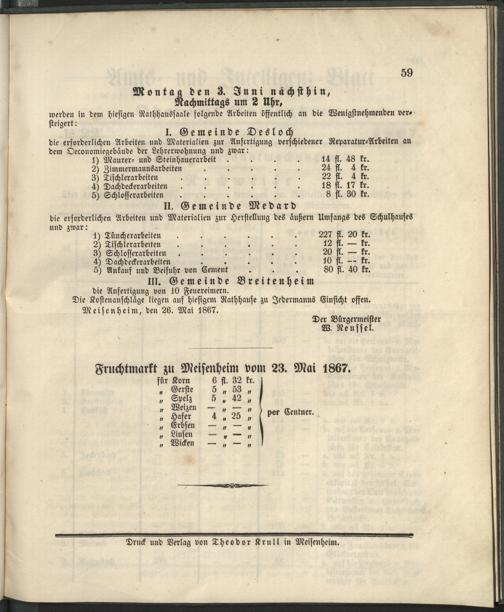 59
Montag den 3. Juni nächsthin,
Nachmittags um 2 Uhr,
werden in dem hiesigen Rathhaussaale folgende Arbeiten öffentlich an die Wenigstnehmenden ver-
steigert:
I. Gemeinde Desloch
die erforderlichen Arbeiten und Materialien zur Anfertigung verschiedener Reparatur-Arbeiten an
dem Oeconomiegebäude der Lehrerwohnung und zwar:
1) Maurer- und Steinhauerarbeit . . . . . 14 fl. 48 kr.
2) Zimmermannsarbeiten . . . . . 24 fl. 4 kr.
3) Tischlerarbeiten . . . . . 22 fl. 4 kr.
4) Dachdeckerarbeiten . . . . . 18 fl. 17 kr.
5) Schlosserarbeiten . . . . . 8 fl. 30 kr.
II. Gemeinde Medard
die erforderlichen Arbeiten und Materialien zur Herstellung des äußern Umfangs des Schulhauses
und zwar:
1) Tüncherarbeiten . . . . . 227 fl. 20 kr.
2) Tischlerarbeiten . . . . . 12 fl. — kr.
3) Schlosserarbeiten . . . . . 20 fl. — kr.
4) Dachdeckerarbeiten . . . . . 10 fl. — kr.
5) Ankauf und Beifuhr von Cement . . . . 80 fl. 40 kr.
III. Gemeinde Breitenheim
die Anfertigung von 10 Feuereimern.
Die Kostenanschläge liegen auf hiesigem Rathhause zu Jedermanns Einsicht offen.
Meisenheim, den 26. Mai 1867.
Der Bürgermeister
W. Neussel.
Fruchtmarkt zu Meisenheim vom 23. Mai 1867.
für Korn 6 fl. 32 kr.
„ Gerste 5 „ 53 „
„ Spelz 5 „ 42 „
„ Weizen — „ — „
„ Hafer 4 „ 25 „ per Centner.
„ Erbsen — „ — „
„ Linsen — „ — „
„ Wicken — „ — „
Druck und Verlag von Theodor Krull in Meisenheim.